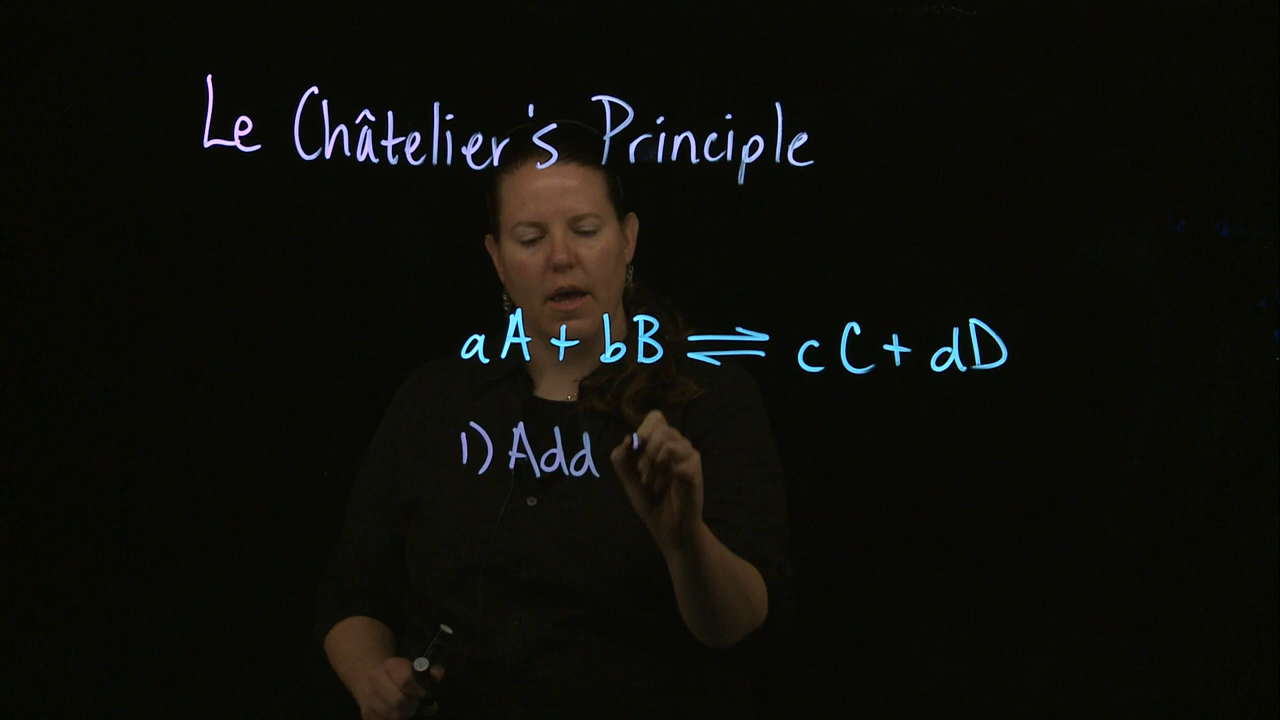 Le Châtelier's Principle
aA + bB ⇌ cC + dD
1) Add